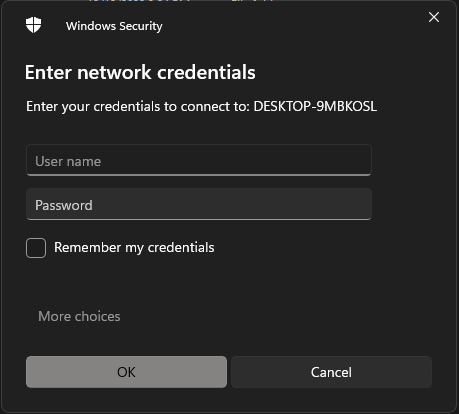 Windows Security
Enter network credentials
Enter your credentials to connect to: DESKTOP-9MBKOSL
User name
Password
Remember my credentials
More choices
OK
Cancel